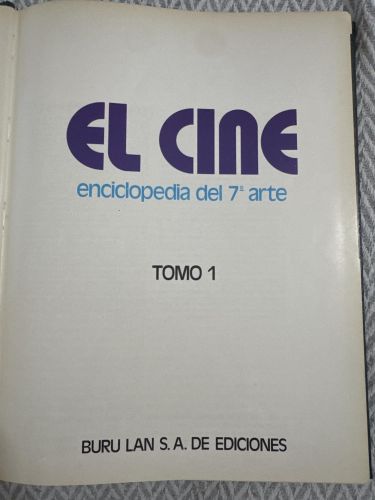 EL CINE
enciclopedia del 7º arte
TOMO 1
BURU LAN S.A. DE EDICIONES